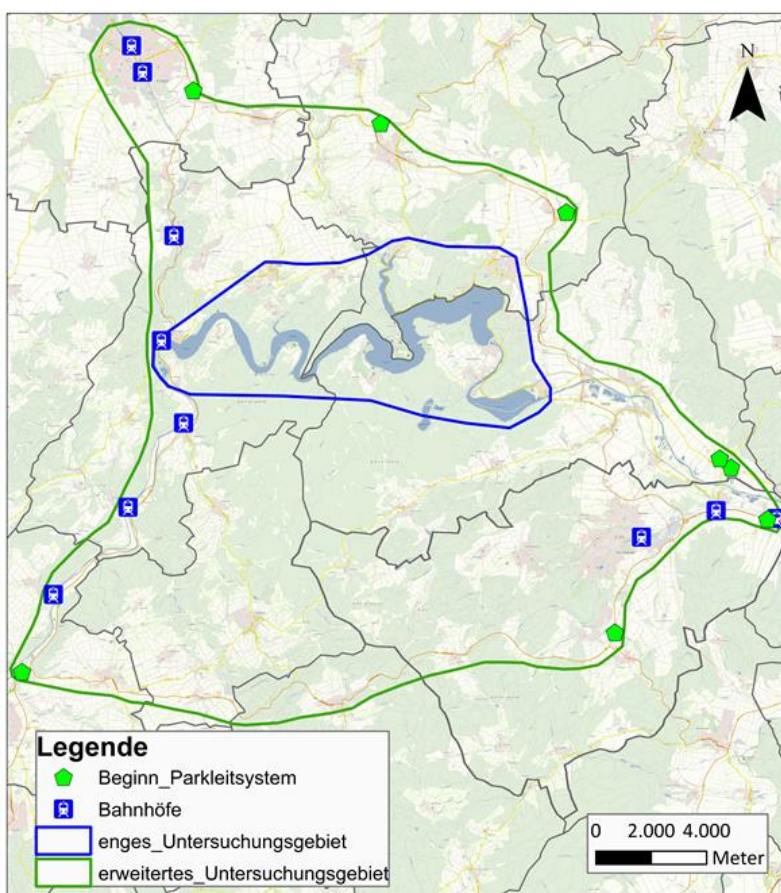 N
Legende
Beginn_Parkleitsystem
Bahnhöfe
enges_Untersuchungsgebiet
erweitertes_Untersuchungsgebiet
0 2.000 4.000
Meter